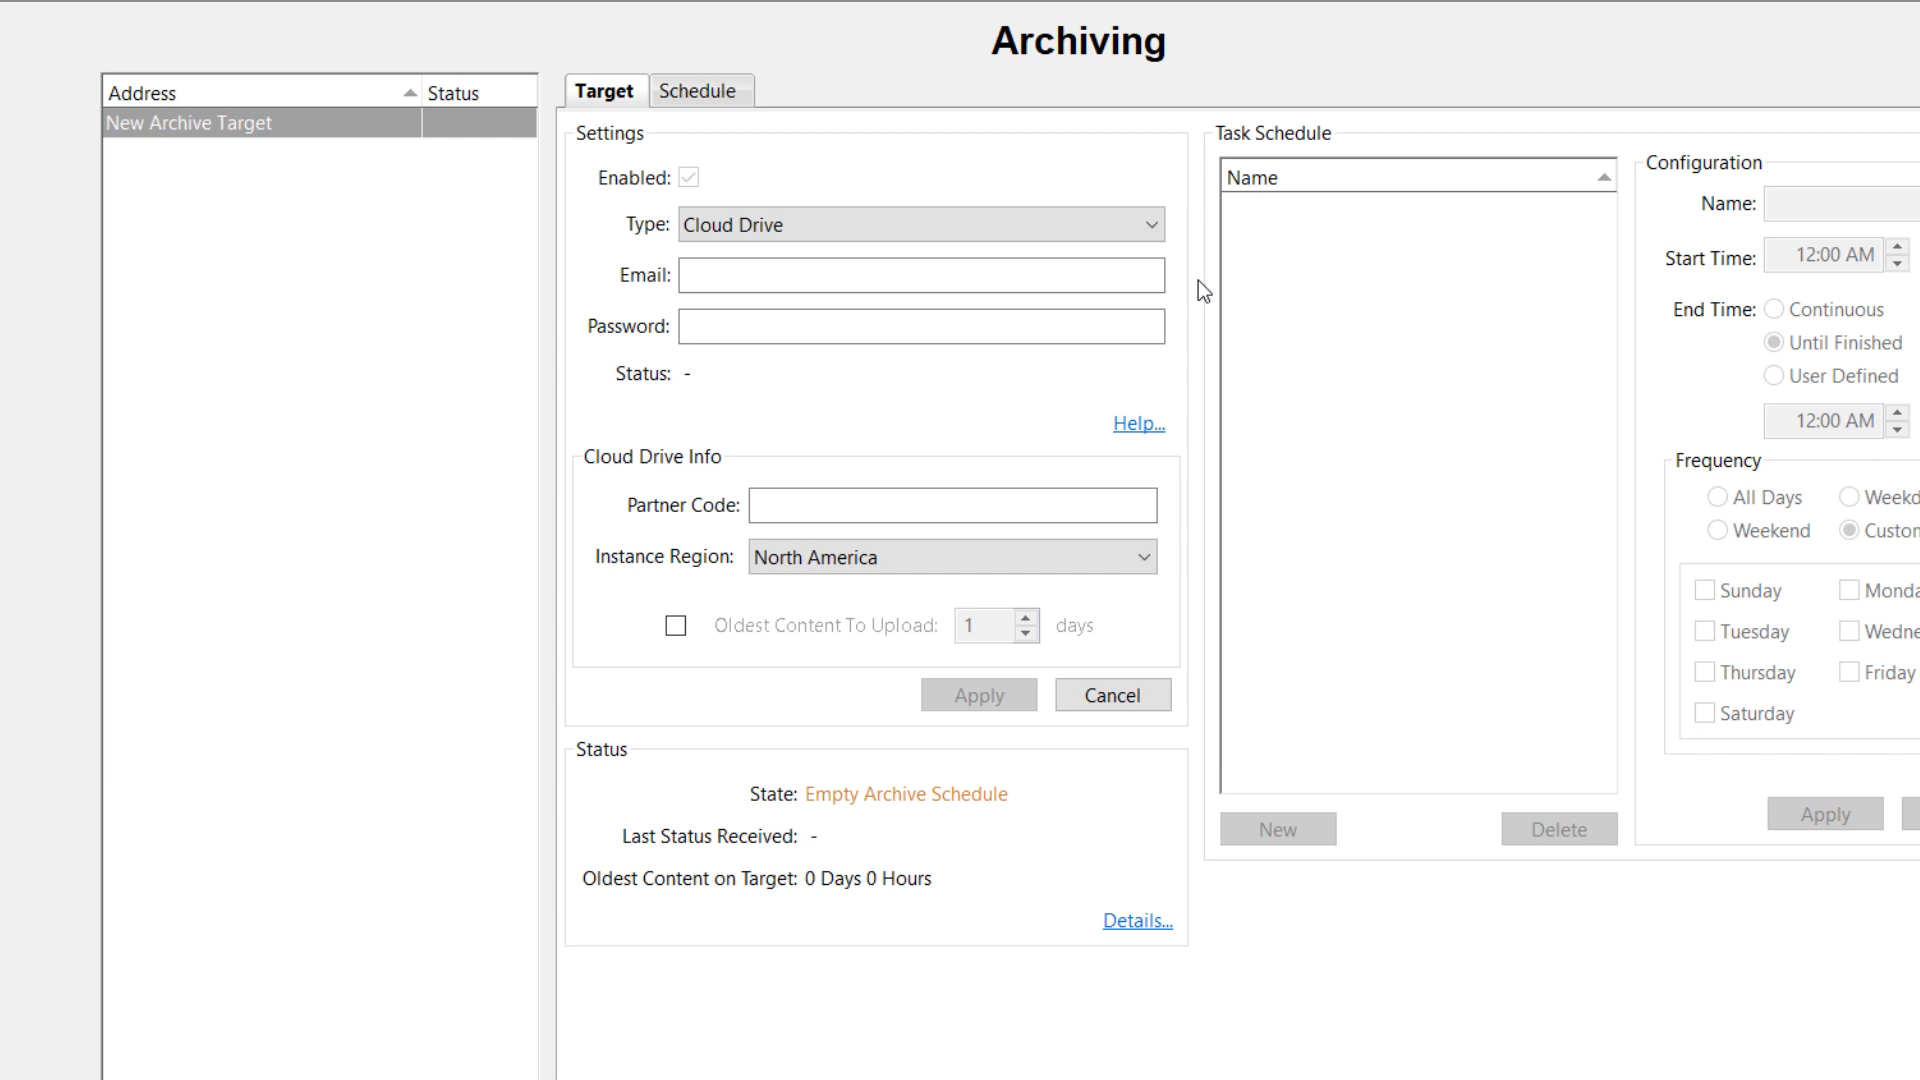 Archiving
Address Status
New Archive Target
Target Schedule
Settings
Enabled:
Type: Cloud Drive
Email:
Password:
Status: -
Help...
Cloud Drive Info
Partner Code:
Instance Region: North America
Oldest Content To Upload: 1 days
Apply Cancel
Status
State: Empty Archive Schedule
Last Status Received: -
Oldest Content on Target: 0 Days 0 Hours
Details...
Task Schedule
Name
New Delete
Configuration
Name:
Start Time: 12:00 AM
End Time: Continuous
Until Finished
User Defined
12:00 AM
Frequency
All Days Weekd
Weekend Custon
Sunday Monda
Tuesday Wedne
Thursday Friday
Saturday
Apply